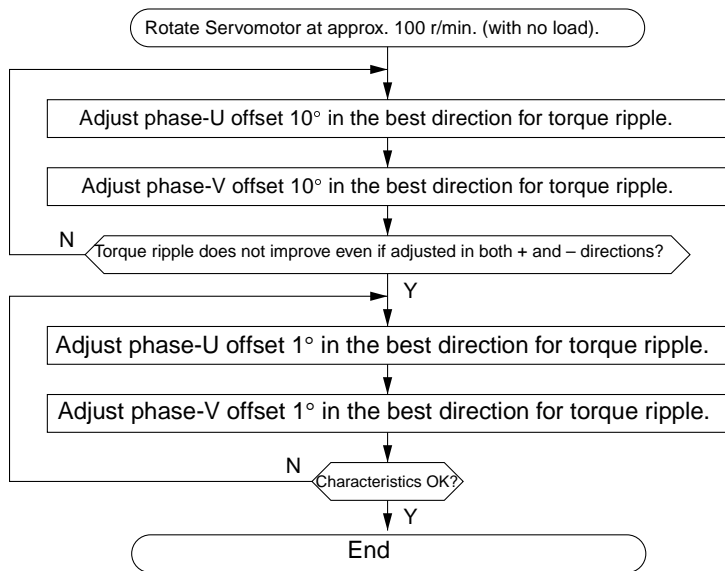 Rotate Servomotor at approx. 100 r/min. (with no load).
Adjust phase-U offset 10° in the best direction for torque ripple.
Adjust phase-V offset 10° in the best direction for torque ripple.
N
Torque ripple does not improve even if adjusted in both + and – directions?
Y
Adjust phase-U offset 1° in the best direction for torque ripple.
Adjust phase-V offset 1° in the best direction for torque ripple.
N
Characteristics OK?
Y
End